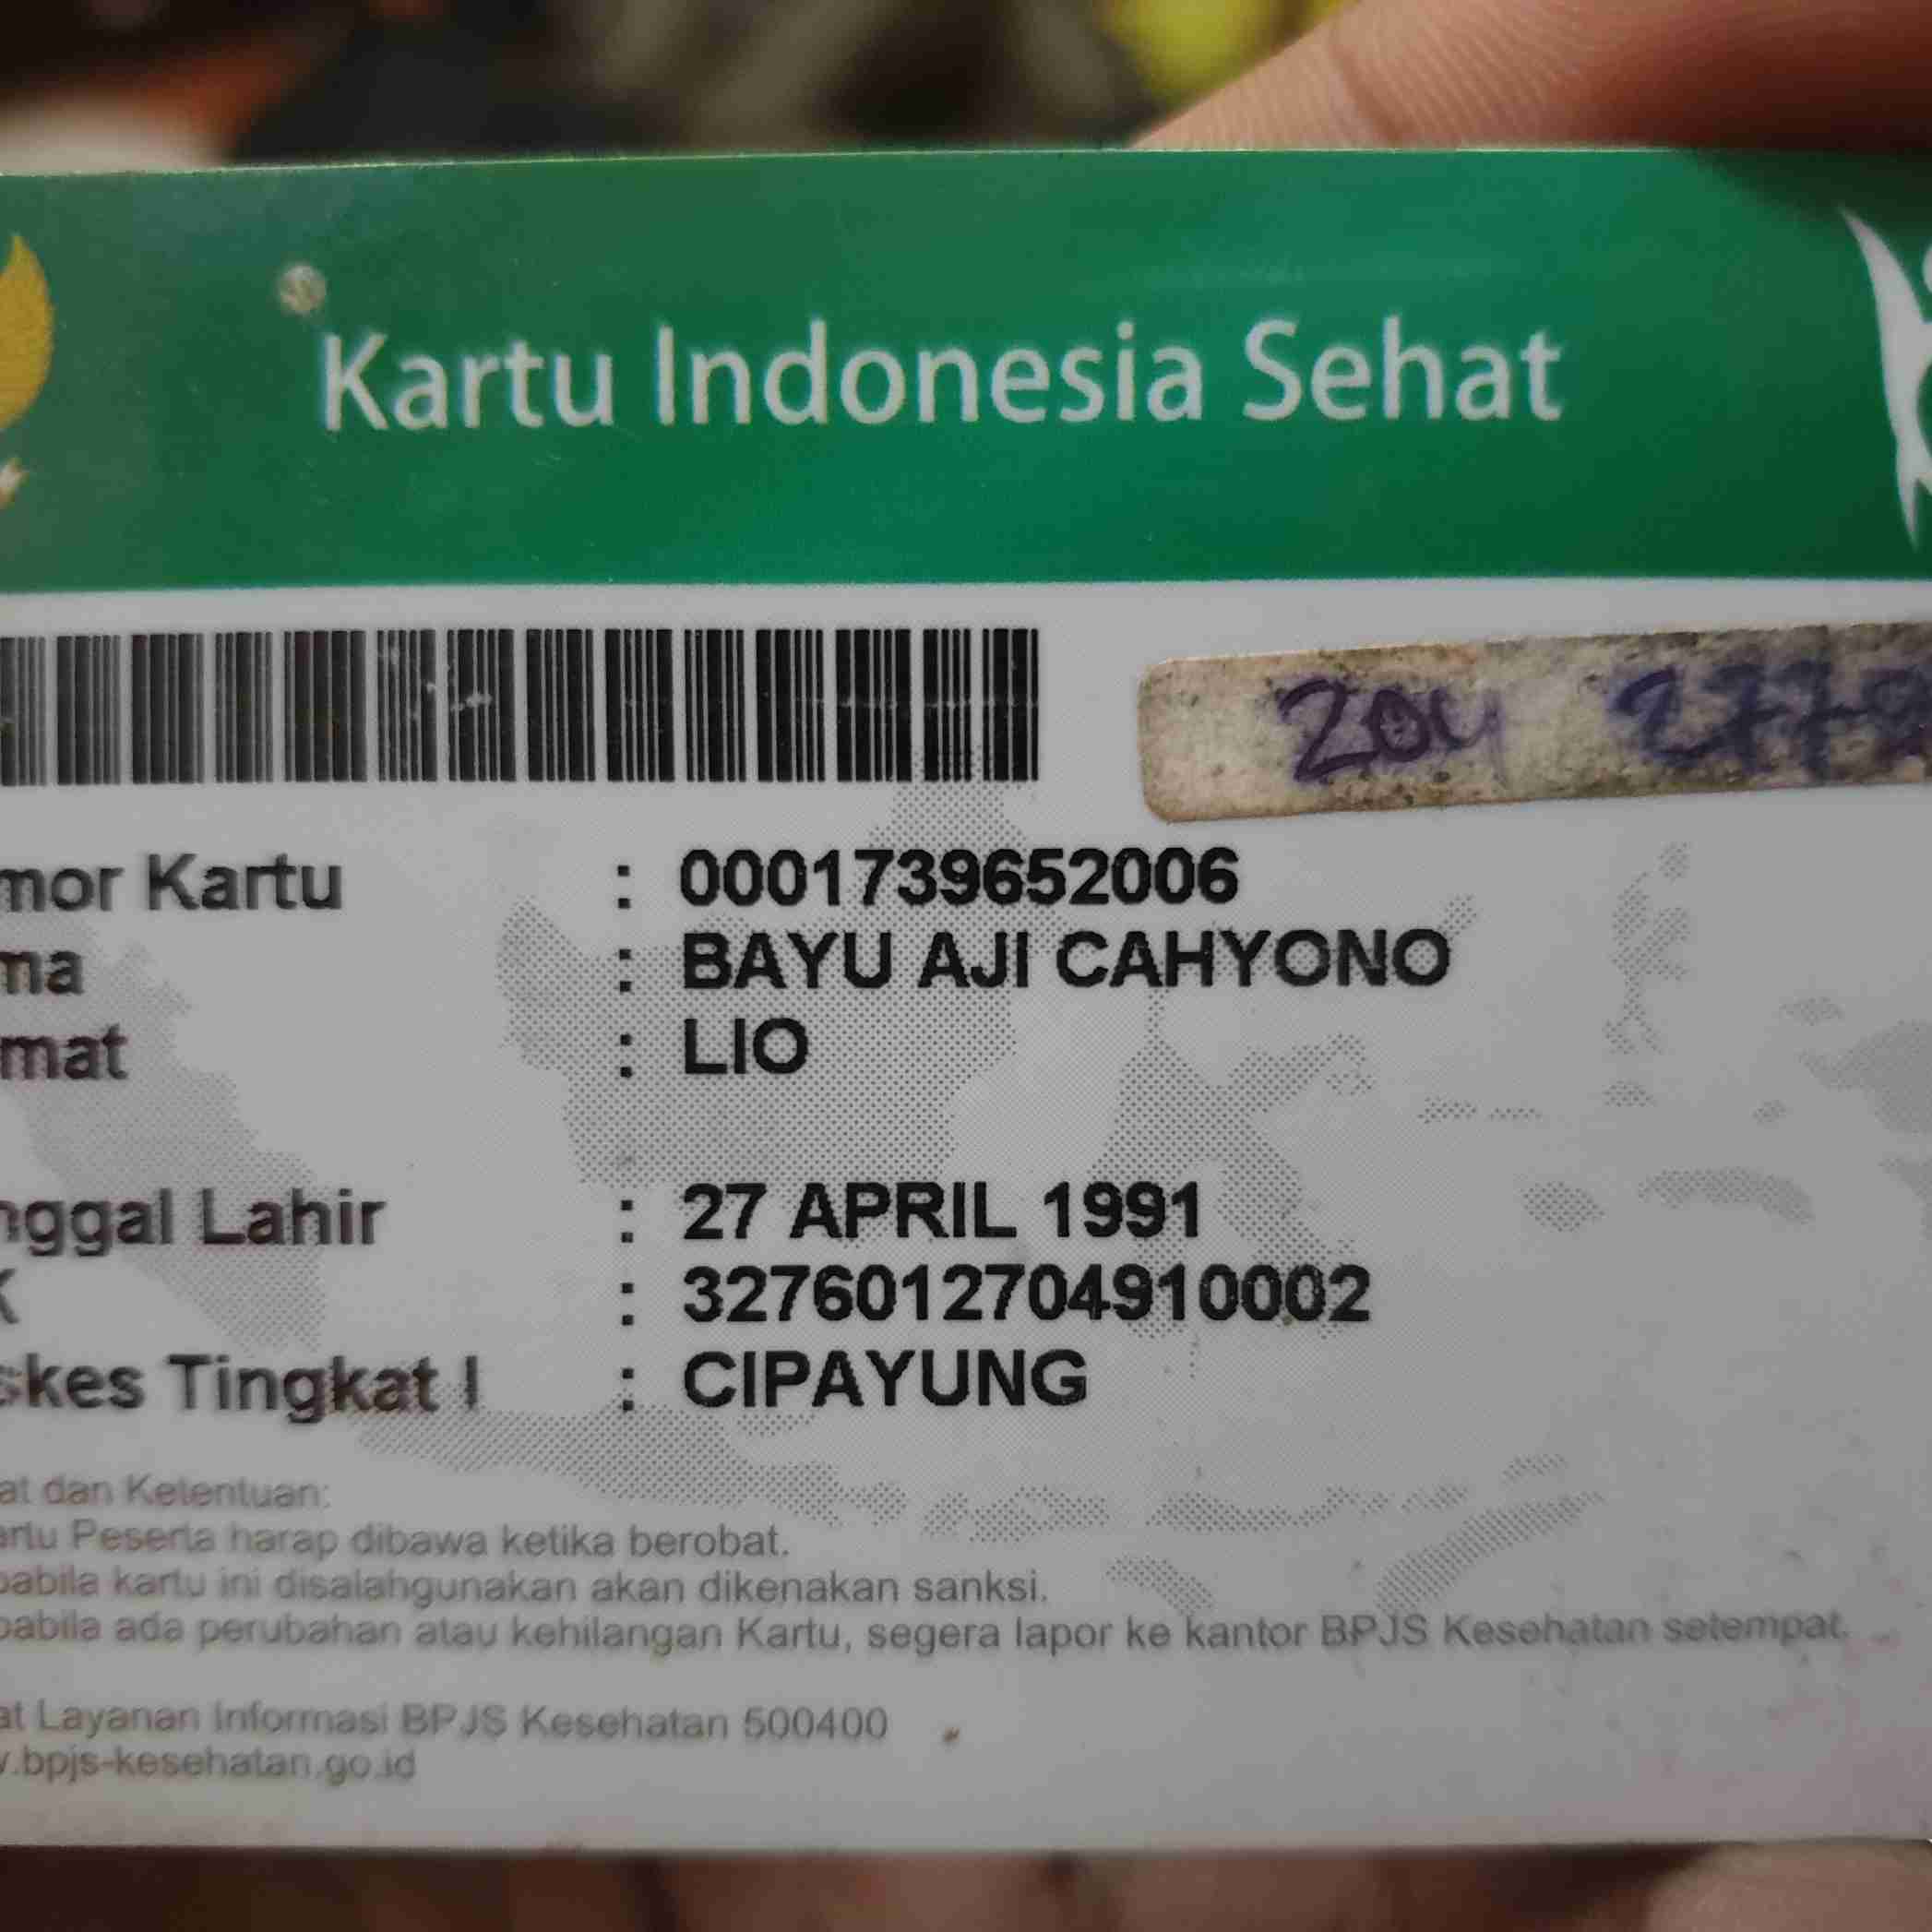 Kartu Indonesia Sehat
204
mor Kartu : 0001739652006
ma : BAYU AJI CAHYONO
mat : LIO
nggal Lahir : 27 APRIL 1991
K : 3276012704910002
skes Tingkat I : CIPAYUNG
at dan Ketentuan:
artu Peserta harap dibawa ketika berobat.
pabila kartu ini disalahgunakan akan dikenakan sanksi.
pabila ada perubahan atau kehilangan Kartu, segera lapor ke kantor BPJS Kesehatan setempat.
at Layanan Informasi BPJS Kesehatan 500400
.bpjs-kesehatan.go.id